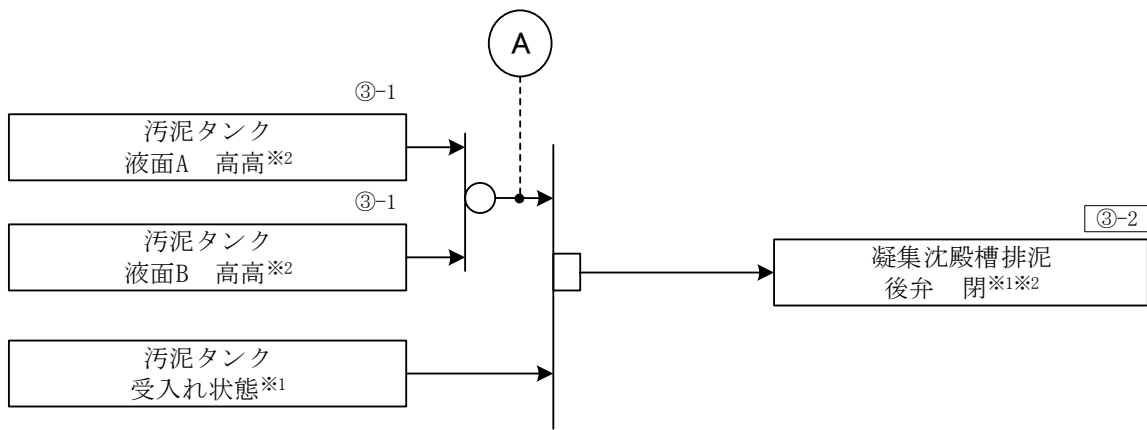 A
③-1
汚泥タンク
液面A　高高※2
③-1
汚泥タンク
液面B　高高※2
③-2
凝集沈殿槽排泥
後弁　閉※1※2
汚泥タンク
受入れ状態※1